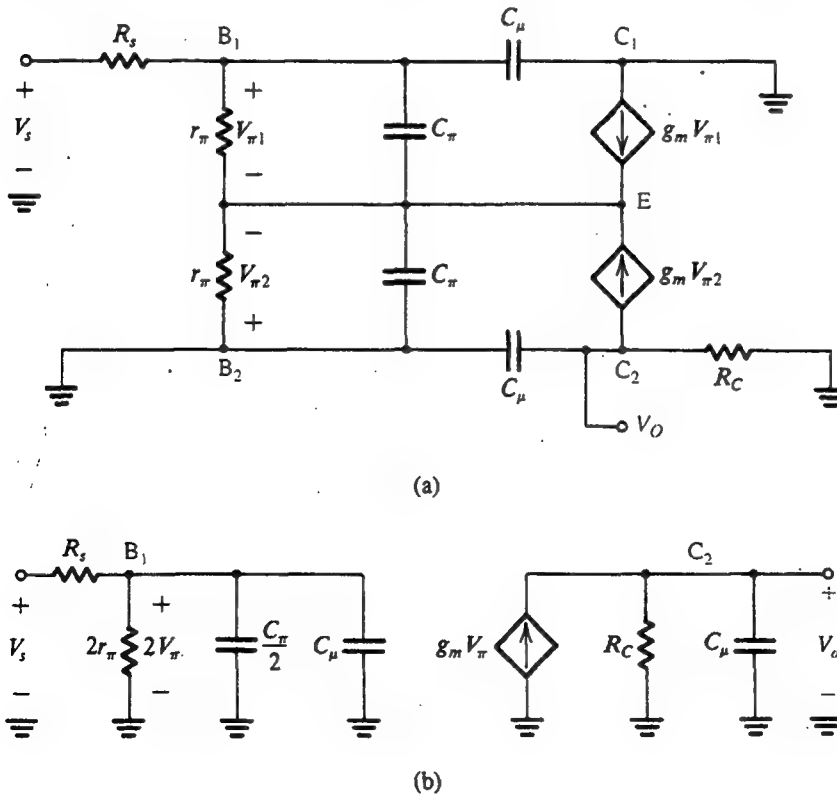 C_μ
R_s B_1 C_1
+ + 
V_s r_π V_π1 C_π g_m V_π1
− −
E
−
r_π V_π2 C_π g_m V_π2
+
B_2 C_μ C_2 R_C
V_O
(a)
R_s B_1 C_2
+ + +
V_s 2r_π 2V_π C_π/2 C_μ g_m V_π R_C C_μ V_o
− − −
(b)